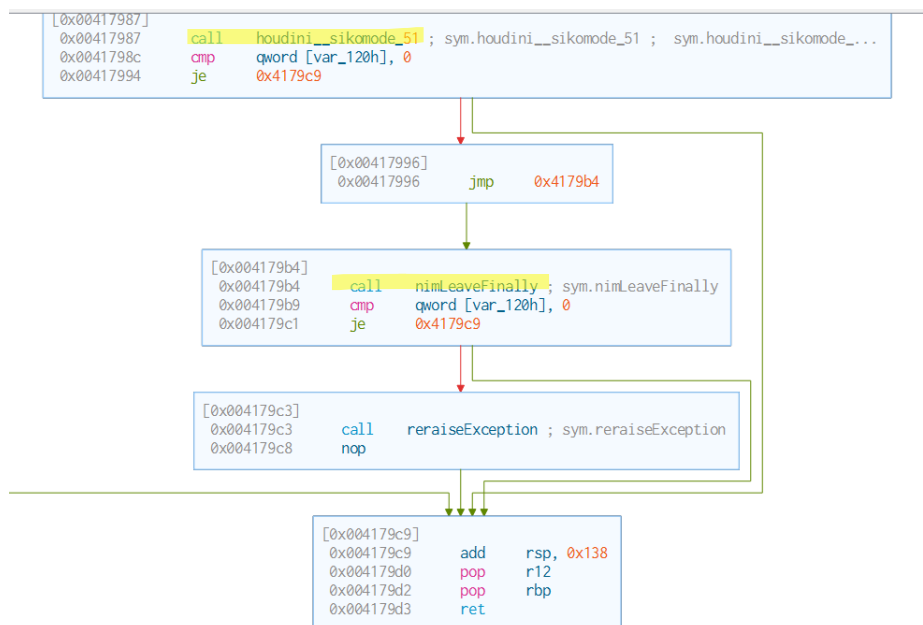 [0x00417987]
0x00417987 call houdini__sikomode_51 ; sym.houdini__sikomode_51 ; sym.houdini__sikomode_...
0x0041798c cmp qword [var_120h], 0
0x00417994 je 0x4179c9
[0x00417996]
0x00417996 jmp 0x4179b4
[0x004179b4]
0x004179b4 call nimLeaveFinally ; sym.nimLeaveFinally
0x004179b9 cmp qword [var_120h], 0
0x004179c1 je 0x4179c9
[0x004179c3]
0x004179c3 call reraiseException ; sym.reraiseException
0x004179c8 nop
[0x004179c9]
0x004179c9 add rsp, 0x138
0x004179d0 pop r12
0x004179d2 pop rbp
0x004179d3 ret